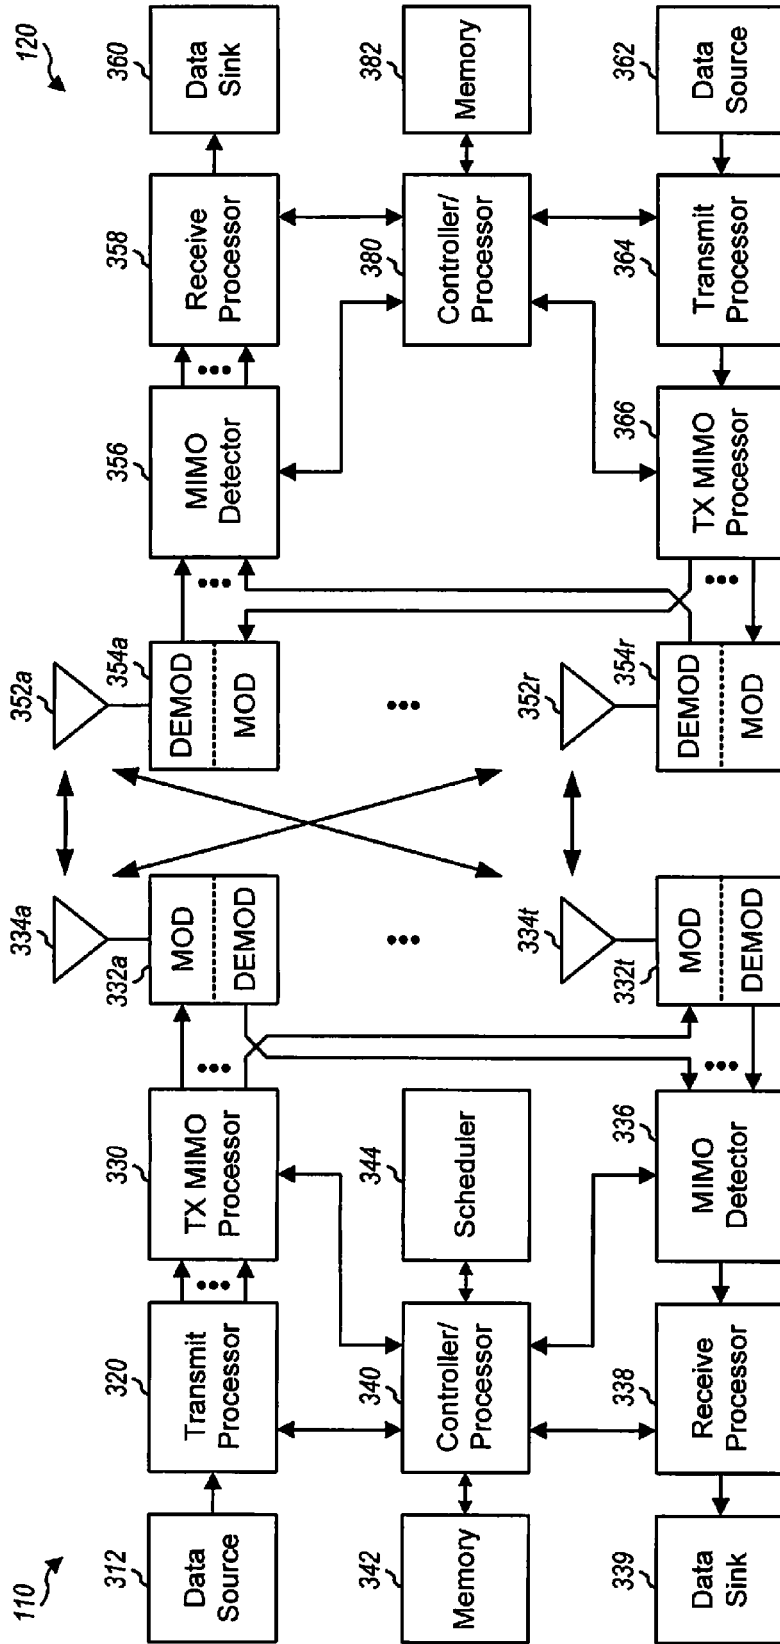 110
120
312
Data
Source
320
Transmit
Processor
330
TX MIMO
Processor
332a
MOD
DEMOD
334a
352a
354a
DEMOD
MOD
356
MIMO
Detector
358
Receive
Processor
360
Data
Sink
342
Memory
340
Controller/
Processor
344
Scheduler
380
Controller/
Processor
382
Memory
339
Data
Sink
338
Receive
Processor
336
MIMO
Detector
332t
MOD
DEMOD
334t
352r
354r
DEMOD
MOD
366
TX MIMO
Processor
364
Transmit
Processor
362
Data
Source